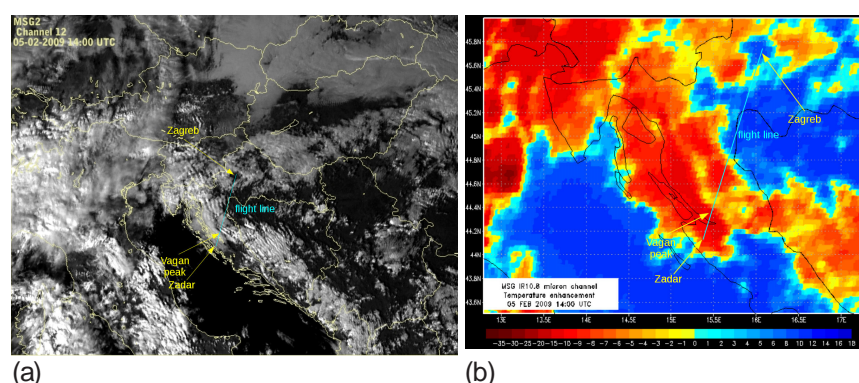 MSG2
Channel 12
05-02-2009 14:00 UTC
Zagreb
flight line
Vagan
peak
Zadar
(a)
45.8N
45.6N
45.4N
45.2N
45N
44.8N
44.6N
44.4N
44.2N
44N
43.8N
43.6N
Zagreb
flight line
Vagan
peak
Zadar
MSG IR10.8 micron channel
Temperature enhancement
05 FEB 2009 14:00 UTC
13E 13.5E 14E 14.5E 15E 15.5E 16E 16.5E 17E
-35 -30 -25 -20 -15 -10 -9 -8 -7 -6 -5 -4 -3 -2 -1 0 1 2 3 4 5 6 8 10 12 14 16 18
(b)